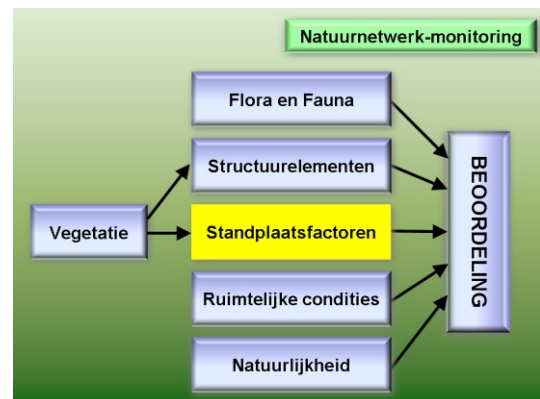 Natuurnetwerk-monitoring
Flora en Fauna
Structuurelementen
Vegetatie
Standplaatsfactoren
Ruimtelijke condities
Natuurlijkheid
BEOORDELING